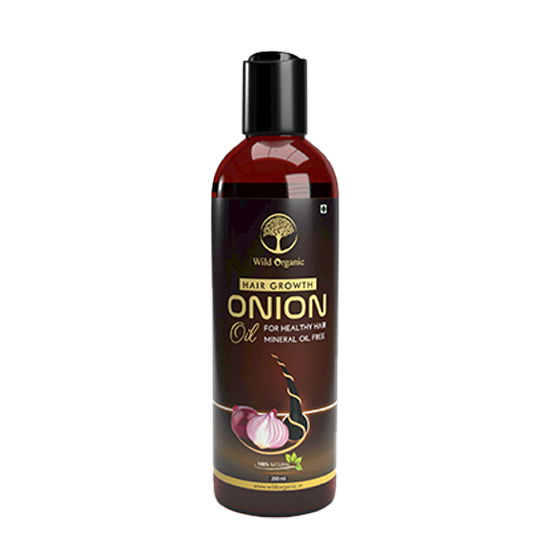 Wild Organic
HAIR GROWTH
ONION
Oil
FOR HEALTHY HAIR
MINERAL OIL FREE
100% NATURAL
200 ml
www.wildorganic.in